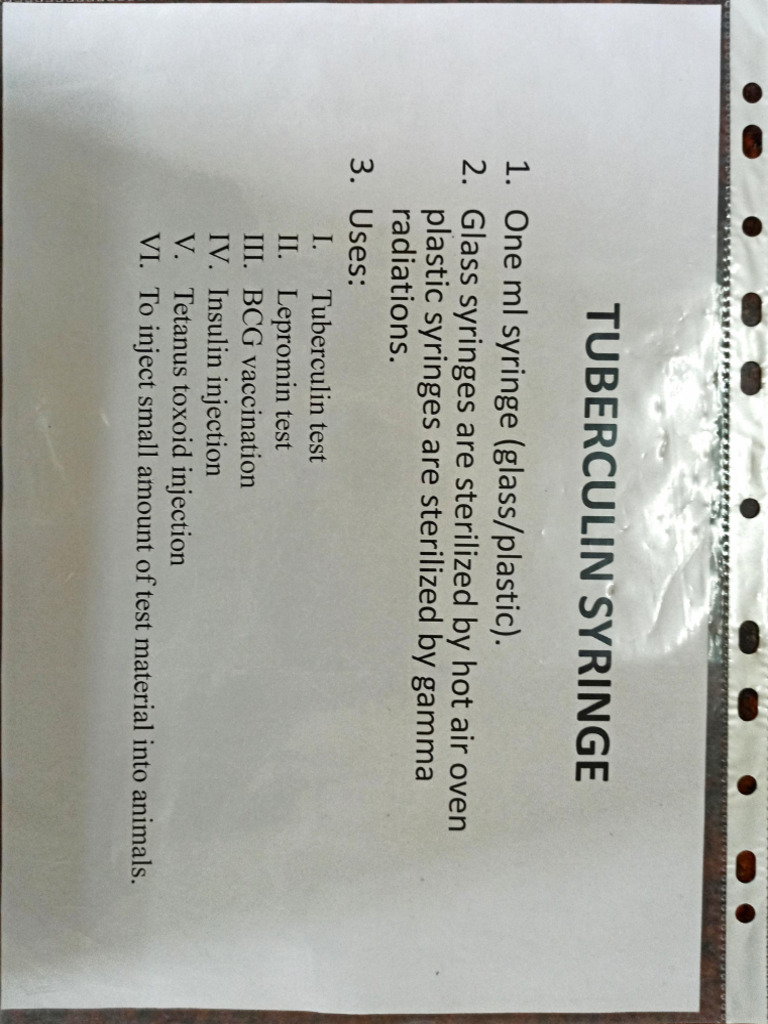 TUBERCULIN SYRINGE
1. One ml syringe (glass/plastic).
2. Glass syringes are sterilized by hot air oven
plastic syringes are sterilized by gamma
radiations.
3. Uses:
I. Tuberculin test
II. Lepromin test
III. BCG vaccination
IV. Insulin injection
V. Tetanus toxoid injection
VI. To inject small amount of test material into animals.